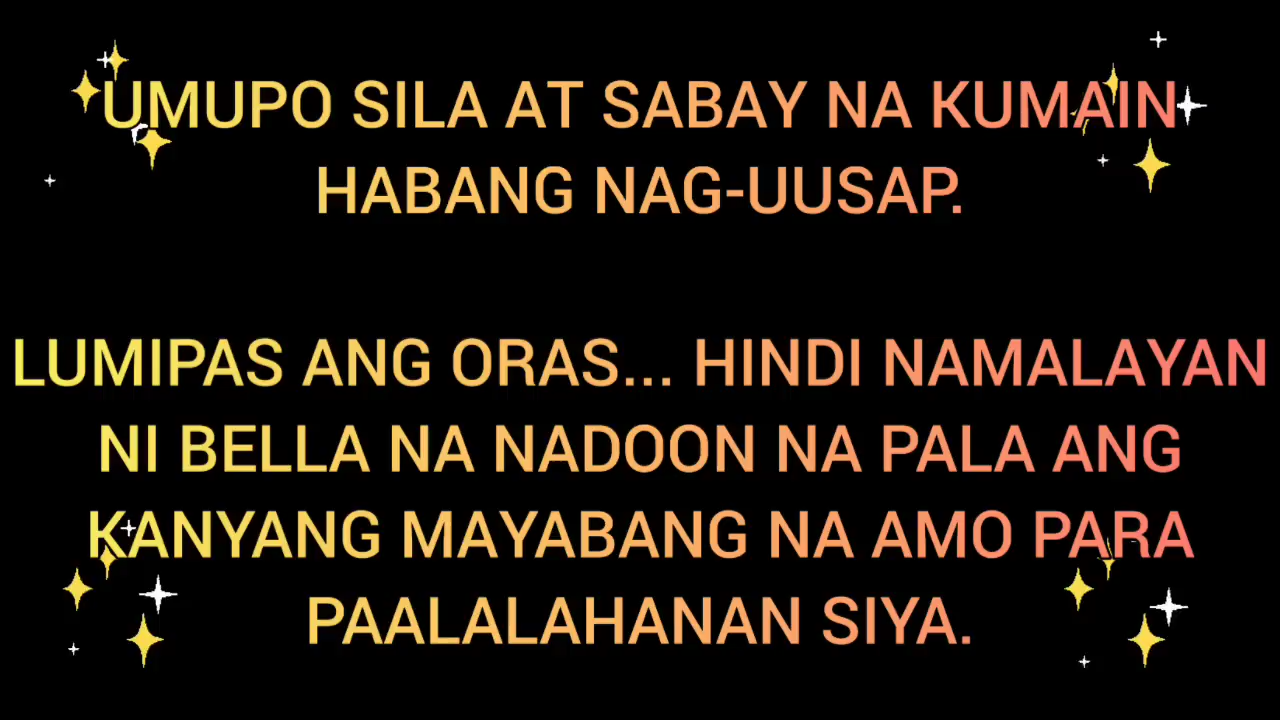 UMUPO SILA AT SABAY NA KUMAIN
HABANG NAG-UUSAP.
LUMIPAS ANG ORAS... HINDI NAMALAYAN
NI BELLA NA NADOON NA PALA ANG
KANYANG MAYABANG NA AMO PARA
PAALALAHANAN SIYA.